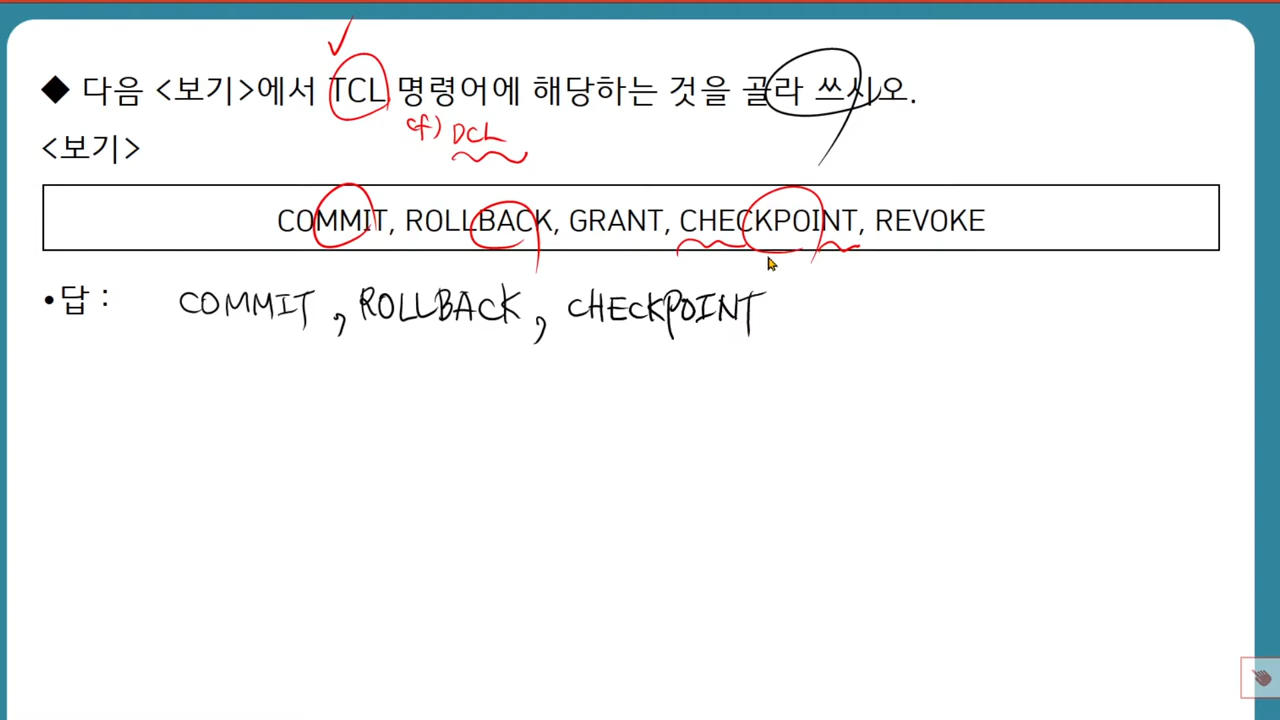 ◆ 다음 <보기>에서 TCL 명령어에 해당하는 것을 골라 쓰시오.
cf) DCL
<보기>
COMMIT, ROLLBACK, GRANT, CHECKPOINT, REVOKE
•답 : COMMIT, ROLLBACK, CHECKPOINT